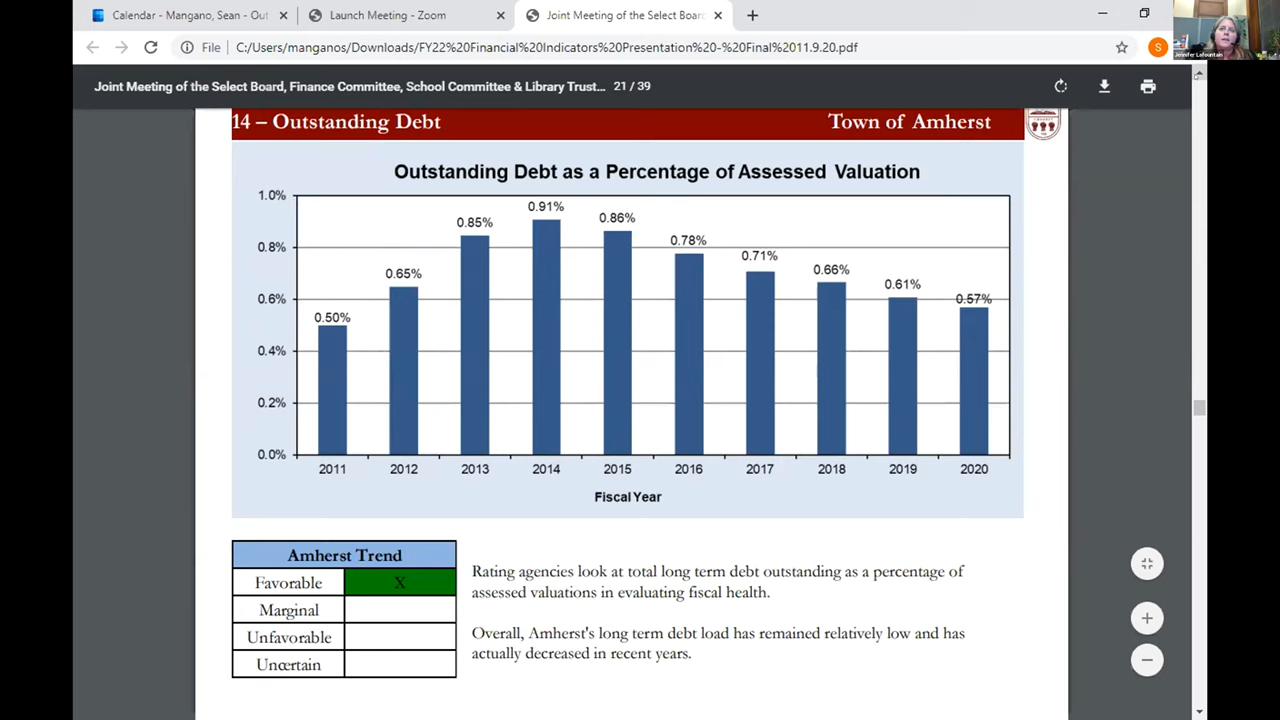 Calendar - Mangano, Sean - Out
Launch Meeting - Zoom
Joint Meeting of the Select Board
File
C:/Users/manganos/Downloads/FY22%20Financial%20Indicators%20Presentation%20-%20Final%2011.9.20.pdf
S
Jennifer LaFountain
Joint Meeting of the Select Board, Finance Committee, School Committee & Library Trust... 21 / 39
14 – Outstanding Debt
Town of Amherst
Outstanding Debt as a Percentage of Assessed Valuation
1.0%
0.8%
0.6%
0.4%
0.2%
0.0%
0.50%
0.65%
0.85%
0.91%
0.86%
0.78%
0.71%
0.66%
0.61%
0.57%
2011 2012 2013 2014 2015 2016 2017 2018 2019 2020
Fiscal Year
Amherst Trend
Favorable X
Marginal
Unfavorable
Uncertain
Rating agencies look at total long term debt outstanding as a percentage of
assessed valuations in evaluating fiscal health.
Overall, Amherst's long term debt load has remained relatively low and has
actually decreased in recent years.